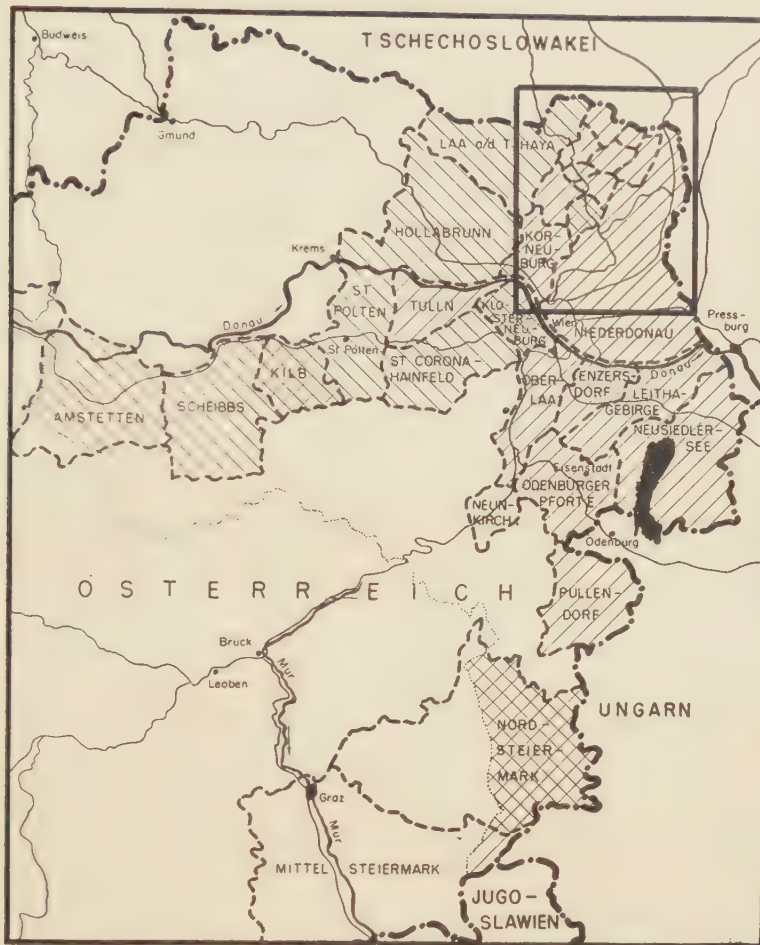 TSCHECHOSLOWAKEI
Budweis
Gmünd
LAA a/d THAYA
HOLLABRUNN
KOR-
NEU-
BURG
Krems
ST
PÖLTEN
TULLN
KLO-
STER-
NEU-
BURG
Wien
Donau
NIEDERDONAU
Press-
burg
St Pölten
ST CORONA-
HAINFELD
KILB
SCHEIBBS
AMSTETTEN
OBER-
LAA
ENZERS-
DORF
Donau
LEITHA-
GEBIRGE
NEUSIEDLER-
SEE
Eisenstadt
ÖDENBURGER
PFORTE
NEUN-
KIRCH
Ödenburg
PULLEN-
DORF
ÖSTERREICH
Bruck
Leoben
Mur
UNGARN
NORD-
STEIER-
MARK
Graz
Mur
MITTEL STEIERMARK
JUGO-
SLAWIEN